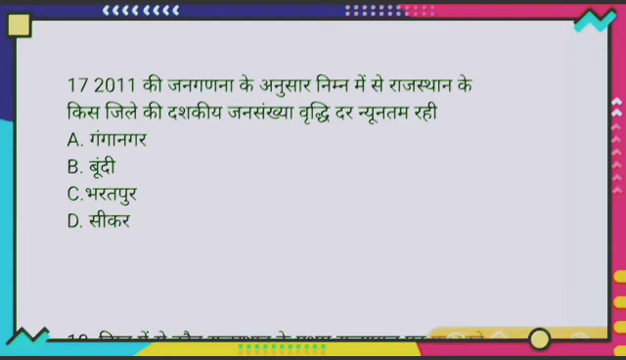 17 2011 की जनगणना के अनुसार निम्न में से राजस्थान के
किस जिले की दशकीय जनसंख्या वृद्धि दर न्यूनतम रही
A. गंगानगर
B. बूंदी
C.भरतपुर
D. सीकर